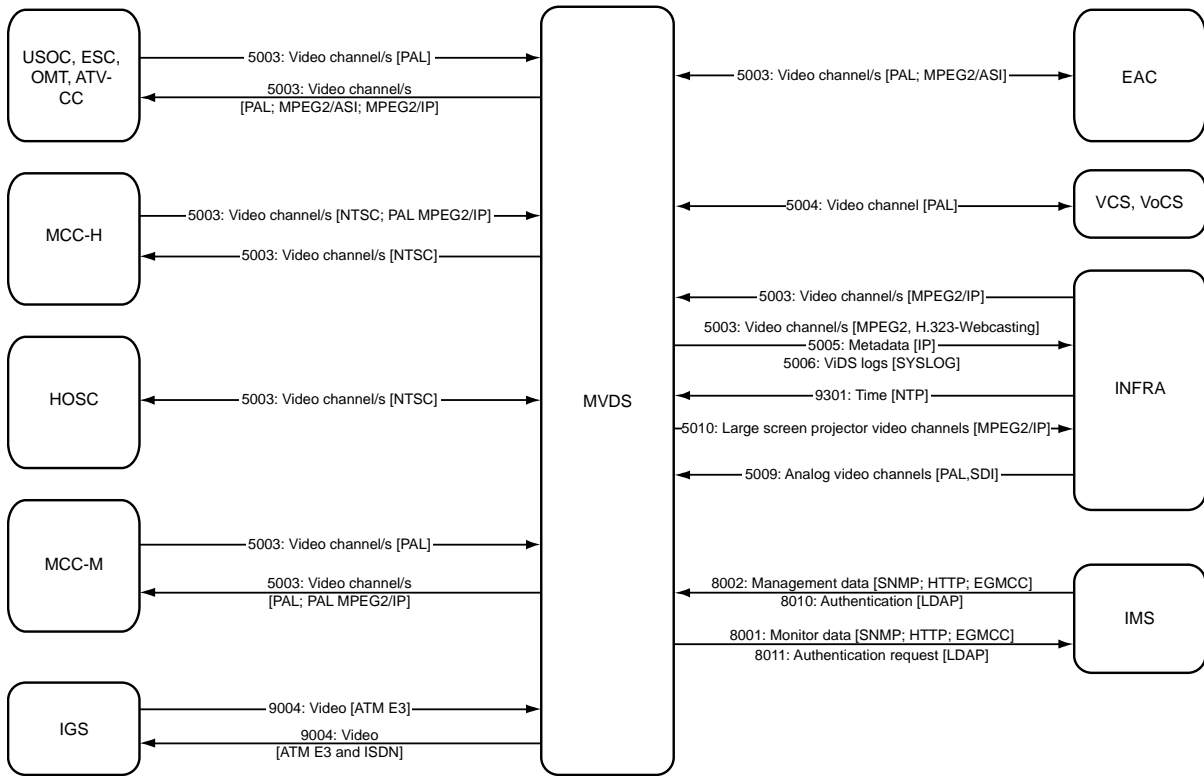 USOC, ESC,
OMT, ATV-
CC
5003: Video channel/s [PAL]
5003: Video channel/s
[PAL; MPEG2/ASI; MPEG2/IP]
MCC-H
5003: Video channel/s [NTSC; PAL MPEG2/IP]
5003: Video channel/s [NTSC]
HOSC
5003: Video channel/s [NTSC]
MCC-M
5003: Video channel/s [PAL]
5003: Video channel/s
[PAL; PAL MPEG2/IP]
IGS
9004: Video [ATM E3]
9004: Video
[ATM E3 and ISDN]
MVDS
5003: Video channel/s [PAL; MPEG2/ASI]
EAC
5004: Video channel [PAL]
VCS, VoCS
5003: Video channel/s [MPEG2/IP]
5003: Video channel/s [MPEG2, H.323-Webcasting]
5005: Metadata [IP]
5006: ViDS logs [SYSLOG]
9301: Time [NTP]
5010: Large screen projector video channels [MPEG2/IP]
5009: Analog video channels [PAL,SDI]
INFRA
8002: Management data [SNMP; HTTP; EGMCC]
8010: Authentication [LDAP]
8001: Monitor data [SNMP; HTTP; EGMCC]
8011: Authentication request [LDAP]
IMS